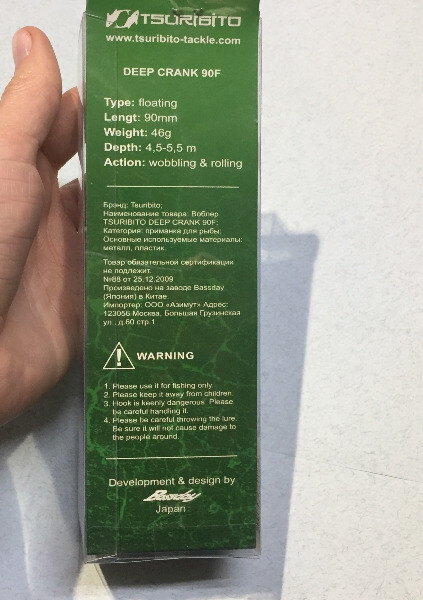 TSURIBITO
www.tsuribito-tackle.com
DEEP CRANK 90F
Type: floating
Lengt: 90mm
Weight: 46g
Depth: 4,5-5,5 m
Action: wobbling & rolling
Брэнд: Tsuribito;
Наименование товара: Воблер
TSURIBITO DEEP CRANK 90F;
Категория: приманка для рыбы;
Основные используемые материалы:
металл, пластик.
Товар обязательной сертификации
не подлежит.
№88 от 25.12.2009
Произведено на заводе Bassday
(Япония) в Китае
Импортер: ООО «Азимут» Адрес:
123056 Москва, Большая Грузинская
ул., д.60 стр.1
WARNING
1. Please use it for fishing only.
2. Please keep it away from children.
3. Hook is keenly dangerous. Please
be careful handling it.
4. Please be careful throwing the lure.
Be sure it will not cause damage to
the people around.
Development & design by
Bassday
Japan